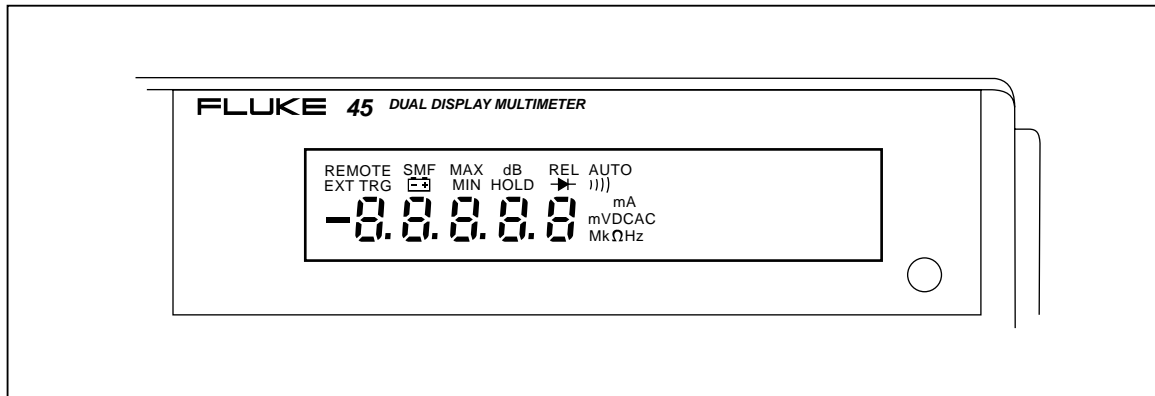 FLUKE 45 DUAL DISPLAY MULTIMETER
REMOTE SMF MAX dB REL AUTO
EXT TRG MIN HOLD ))))
mA
-8.8.8.8.8 mVDCAC
MkΩHz